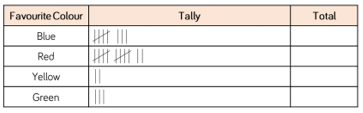 Favourite Colour Tally Total
Blue
Red
Yellow
Green